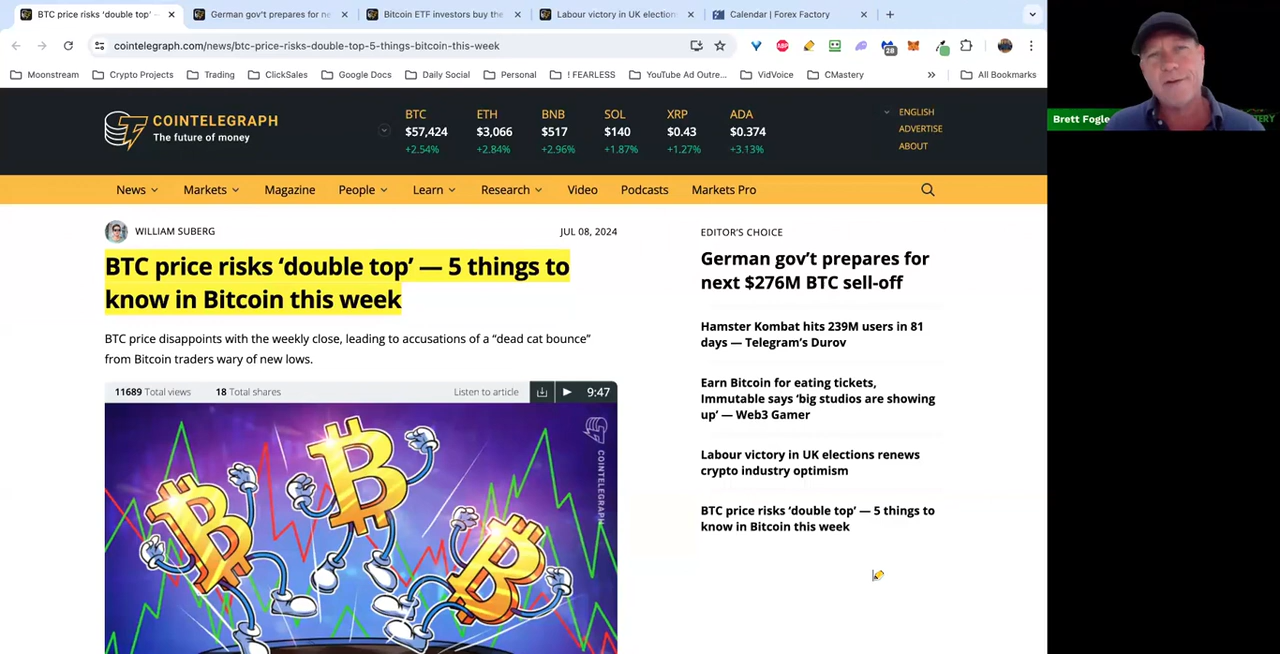 BTC price risks ‘double top’ —
German gov't prepares for ne
Bitcoin ETF investors buy the
Labour victory in UK election
Calendar | Forex Factory
cointelegraph.com/news/btc-price-risks-double-top-5-things-bitcoin-this-week
ABP
28
Moonstream
Crypto Projects
Trading
ClickSales
Google Docs
Daily Social
Personal
! FEARLESS
YouTube Ad Outre...
VidVoice
CMastery
All Bookmarks
COINTELEGRAPH
The future of money
BTC ETH BNB SOL XRP ADA
$57,424 $3,066 $517 $140 $0.43 $0.374
+2.54% +2.84% +2.96% +1.87% +1.27% +3.13%
ENGLISH
ADVERTISE
ABOUT
Brett Fogle
TERY
News Markets Magazine People Learn Research Video Podcasts Markets Pro
WILLIAM SUBERG
JUL 08, 2024
BTC price risks ‘double top’ — 5 things to
know in Bitcoin this week
BTC price disappoints with the weekly close, leading to accusations of a “dead cat bounce”
from Bitcoin traders wary of new lows.
11689 Total views 18 Total shares Listen to article 9:47
COINTELEGRAPH
EDITOR'S CHOICE
German gov’t prepares for
next $276M BTC sell-off
Hamster Kombat hits 239M users in 81
days — Telegram’s Durov
Earn Bitcoin for eating tickets,
Immutable says ‘big studios are showing
up’ — Web3 Gamer
Labour victory in UK elections renews
crypto industry optimism
BTC price risks ‘double top’ — 5 things to
know in Bitcoin this week